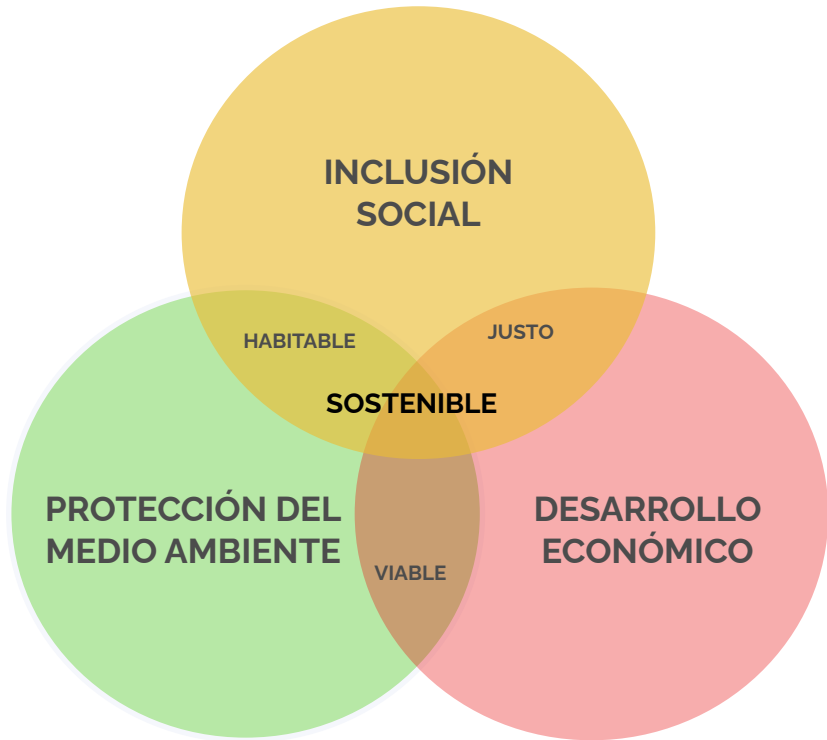 INCLUSIÓN
SOCIAL
HABITABLE
JUSTO
SOSTENIBLE
PROTECCIÓN DEL
MEDIO AMBIENTE
DESARROLLO
ECONÓMICO
VIABLE